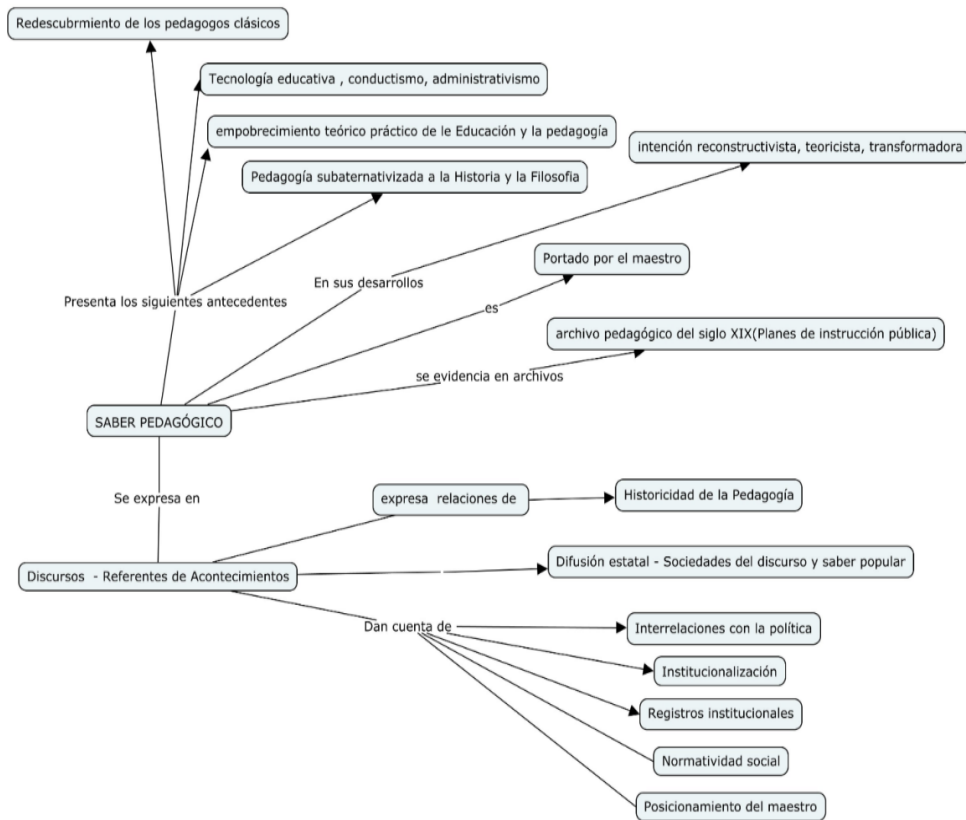 Redescubrmiento de los pedagogos clásicos
Tecnología educativa , conductismo, administrativismo
empobrecimiento teórico práctico de le Educación y la pedagogía
intención reconstructivista, teoricista, transformadora
Pedagogía subaternativizada a la Historia y la Filosofia
Portado por el maestro
En sus desarrollos
Presenta los siguientes antecedentes
es
archivo pedagógico del siglo XIX(Planes de instrucción pública)
se evidencia en archivos
SABER PEDAGÓGICO
Se expresa en
expresa relaciones de
Historicidad de la Pedagogía
Difusión estatal - Sociedades del discurso y saber popular
Discursos - Referentes de Acontecimientos
Dan cuenta de
Interrelaciones con la política
Institucionalización
Registros institucionales
Normatividad social
Posicionamiento del maestro